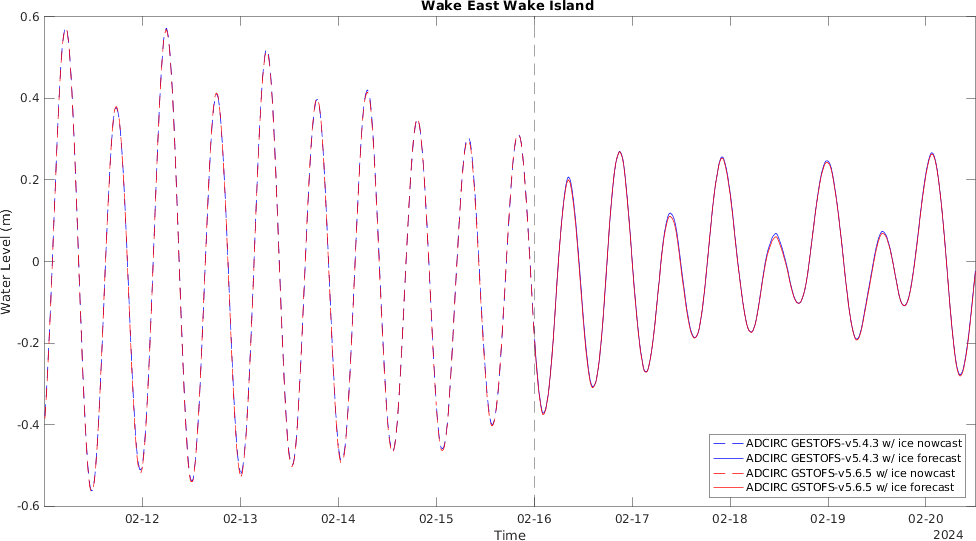 Wake East Wake Island
0.6
0.4
0.2
0
-0.2
-0.4
-0.6
Water Level (m)
ADCIRC GESTOFS-v5.4.3 w/ ice nowcast
ADCIRC GESTOFS-v5.4.3 w/ ice forecast
ADCIRC GSTOFS-v5.6.5 w/ ice nowcast
ADCIRC GSTOFS-v5.6.5 w/ ice forecast
02-12 02-13 02-14 02-15 02-16 02-17 02-18 02-19 02-20
Time
2024